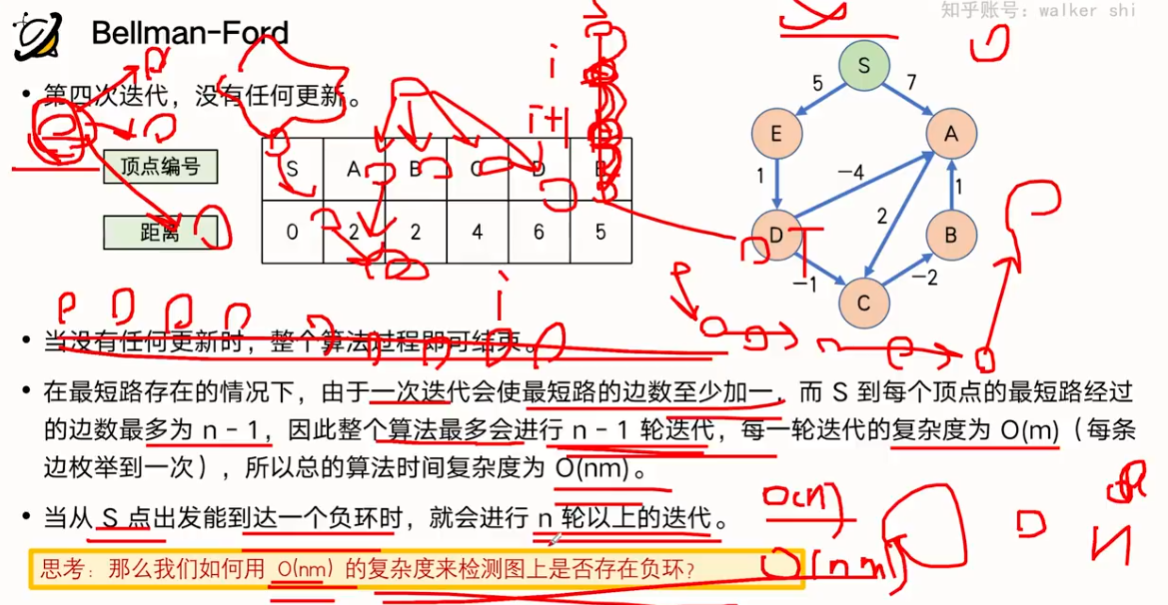 知乎账号：walker shi
Bellman-Ford
第四次迭代，没有任何更新。
i
i+1
顶点编号 S A B C D E
距离 0 2 2 4 6 5
S
5 7
E A
1 -4 1
2
D B
-1 -2
C
i
当没有任何更新时，整个算法过程即可结束。
在最短路存在的情况下，由于一次迭代会使最短路的边数至少加一，而 S 到每个顶点的最短路经过
的边数最多为 n - 1，因此整个算法最多会进行 n - 1 轮迭代，每一轮迭代的复杂度为 O(m)（每条
边枚举到一次），所以总的算法时间复杂度为 O(nm)。
当从 S 点出发能到达一个负环时，就会进行 n 轮以上的迭代。
O(n)
思考：那么我们如何用 O(nm) 的复杂度来检测图上是否存在负环？
O(nm)